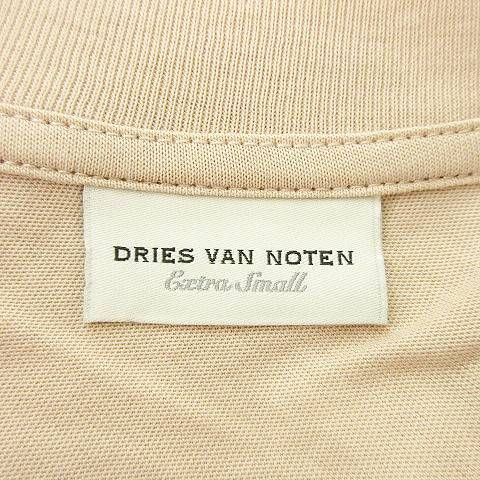 DRIES VAN NOTEN
Extra Small